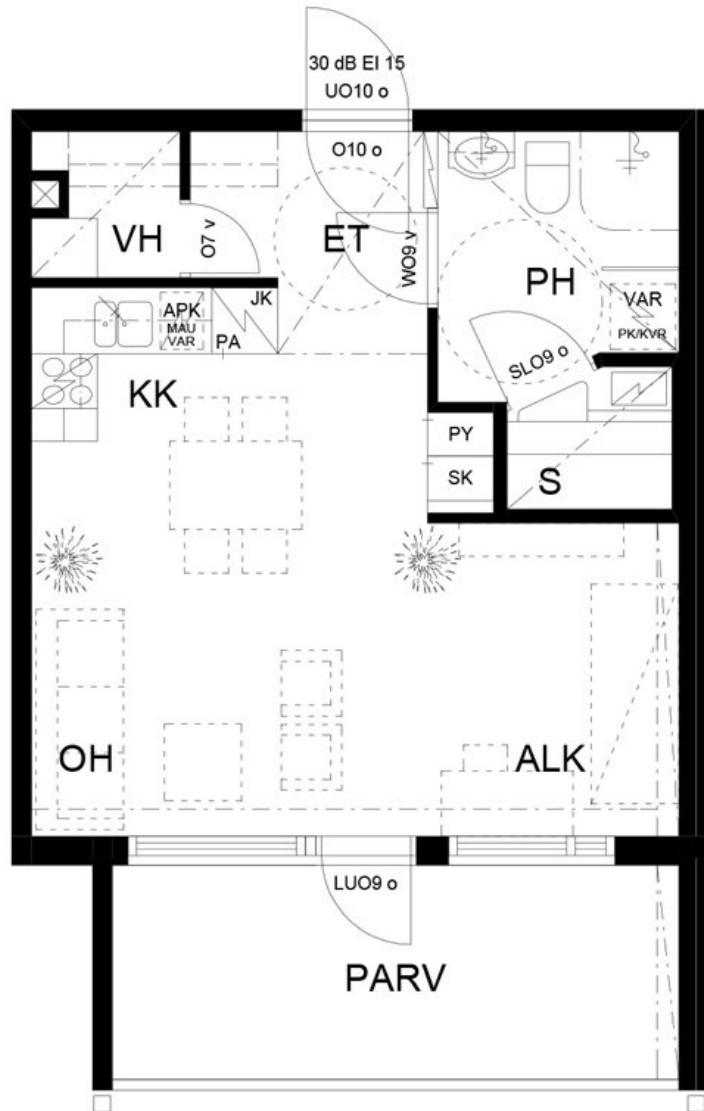 30 dB EI 15
UO10 o
O10 o
VH
O7 v
ET
WO9 v
PH
VAR
PK/KVR
JK
APK
MAU
VAR
PA
SLO9 o
KK
PY
SK
S
OH
ALK
LUO9 o
PARV